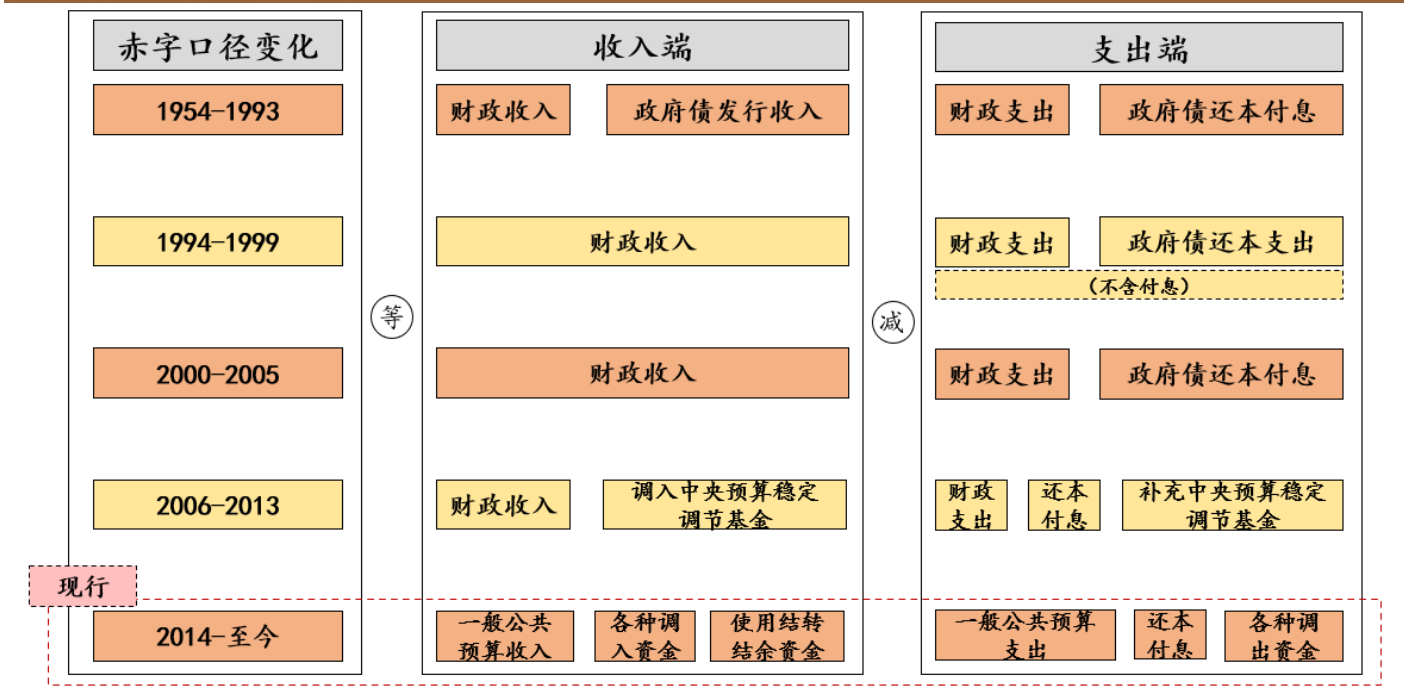 赤字口径变化
收入端
支出端
1954-1993
财政收入
政府债发行收入
财政支出
政府债还本付息
1994-1999
财政收入
财政支出
政府债还本支出
（不含付息）
等
减
2000-2005
财政收入
财政支出
政府债还本付息
2006-2013
财政收入
调入中央预算稳定
调节基金
财政
支出
还本
付息
补充中央预算稳定
调节基金
现行
2014-至今
一般公共
预算收入
各种调
入资金
使用结转
结余资金
一般公共预算
支出
还本
付息
各种调
出资金